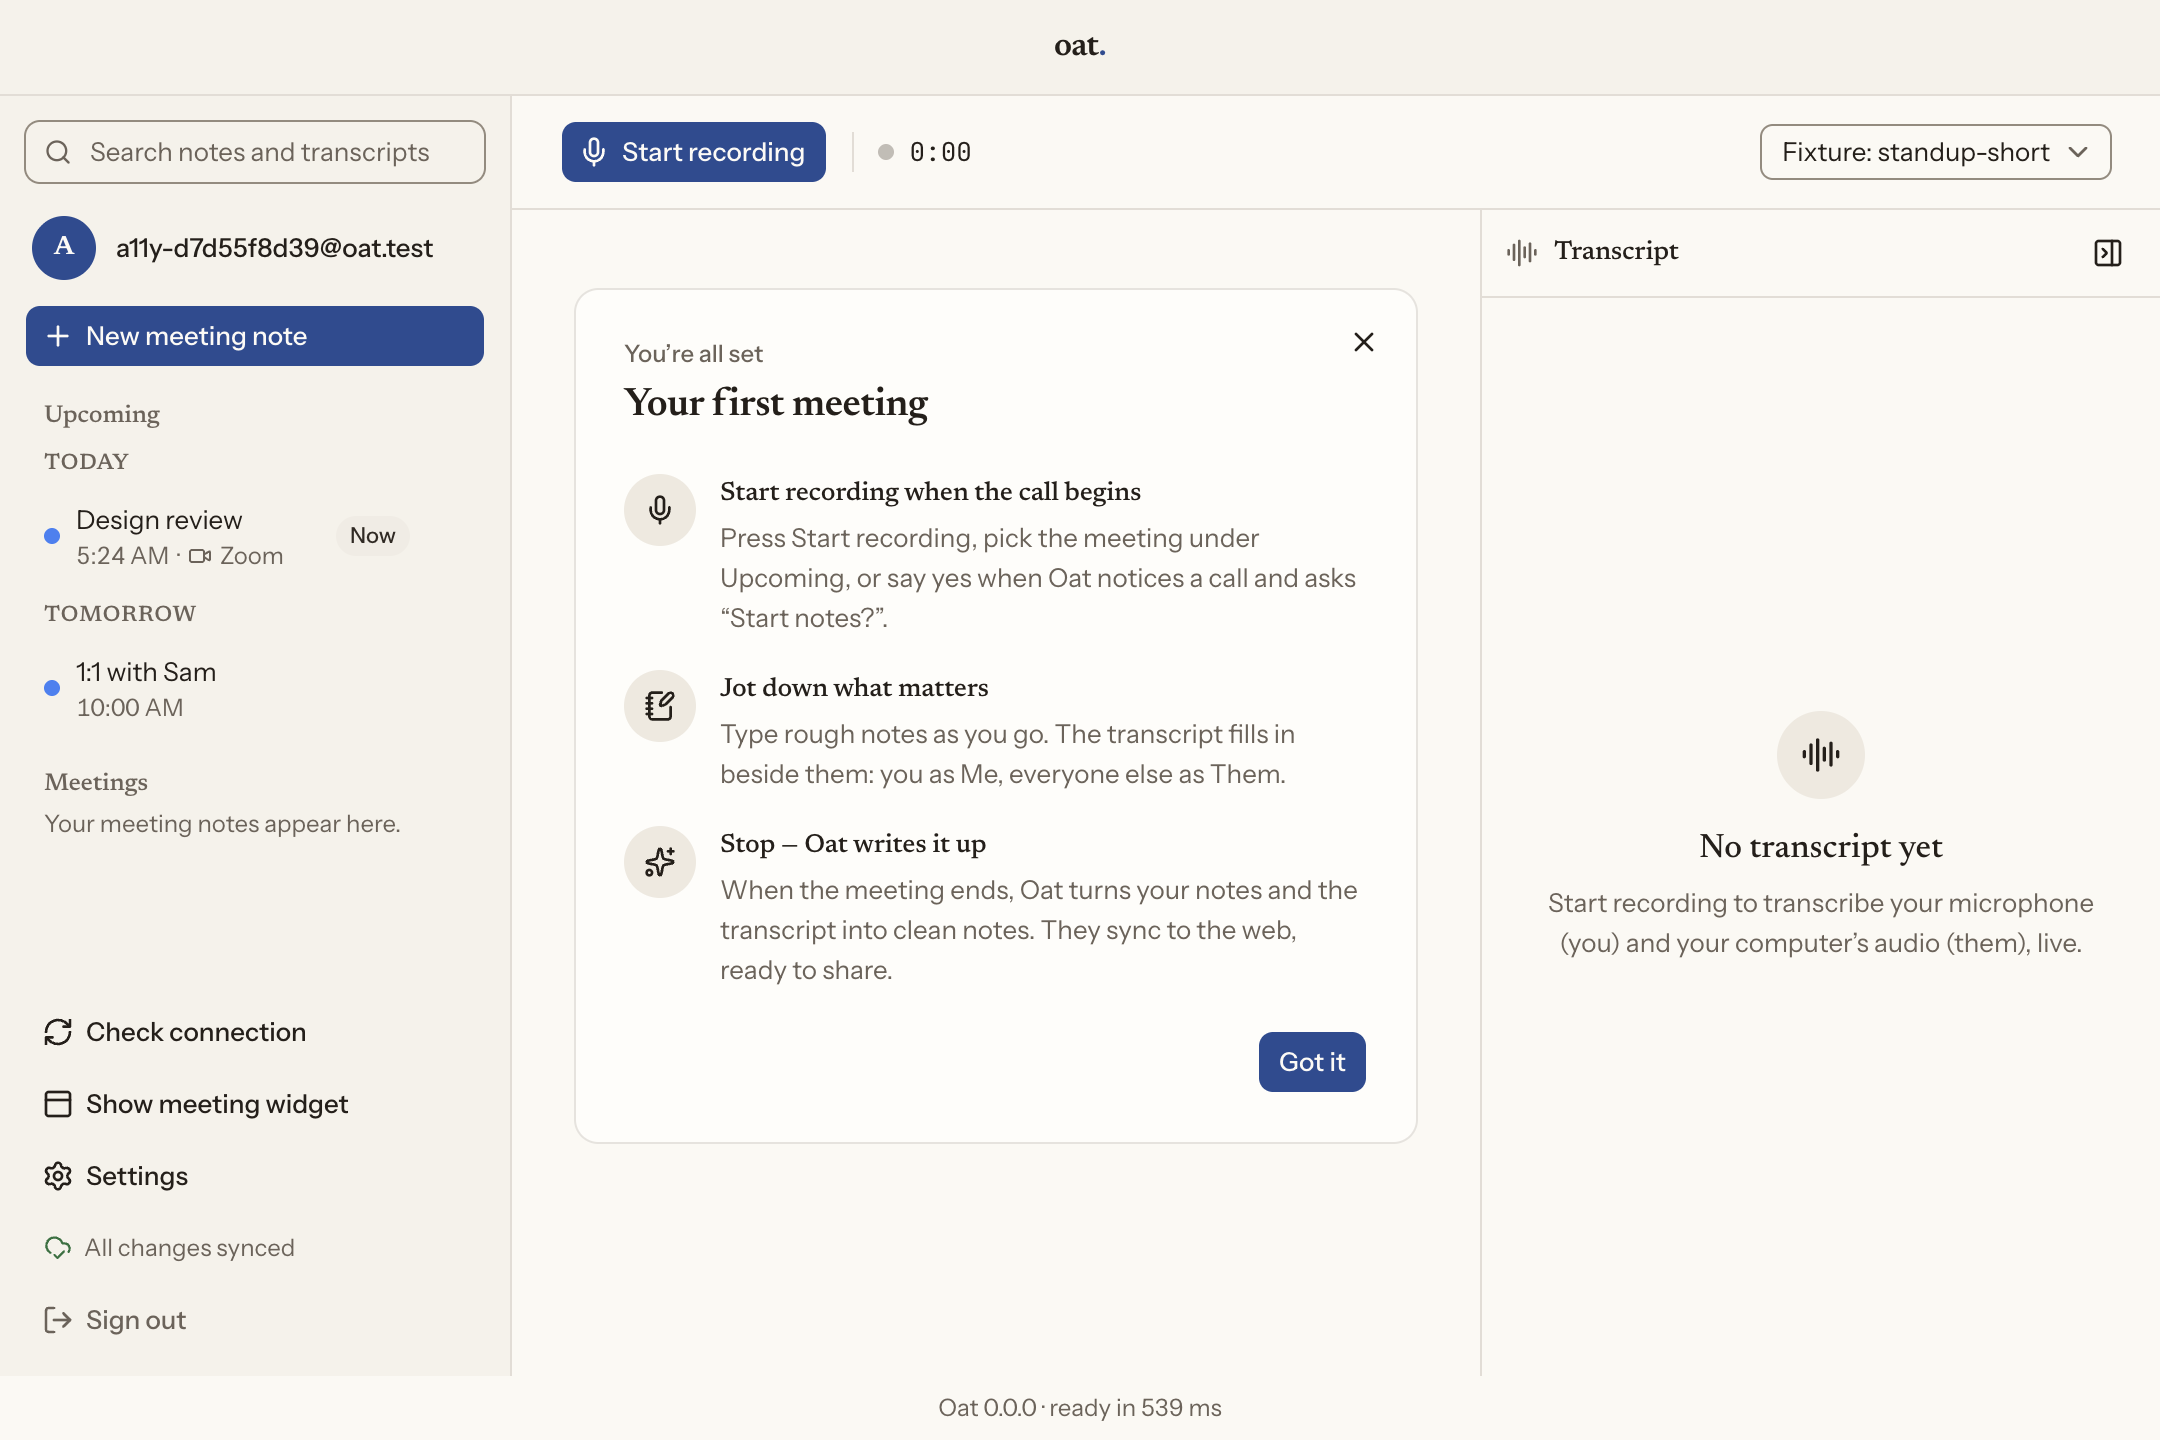 oat.
Search notes and transcripts
A
a11y-d7d55f8d39@oat.test
New meeting note
Upcoming
TODAY
Design review
5:24 AM · Zoom
Now
TOMORROW
1:1 with Sam
10:00 AM
Meetings
Your meeting notes appear here.
Check connection
Show meeting widget
Settings
All changes synced
Sign out
Start recording
0:00
Fixture: standup-short
You’re all set
Your first meeting
Start recording when the call begins
Press Start recording, pick the meeting under
Upcoming, or say yes when Oat notices a call and asks
“Start notes?”.
Jot down what matters
Type rough notes as you go. The transcript fills in
beside them: you as Me, everyone else as Them.
Stop – Oat writes it up
When the meeting ends, Oat turns your notes and the
transcript into clean notes. They sync to the web,
ready to share.
Got it
Transcript
No transcript yet
Start recording to transcribe your microphone
(you) and your computer’s audio (them), live.
Oat 0.0.0 · ready in 539 ms